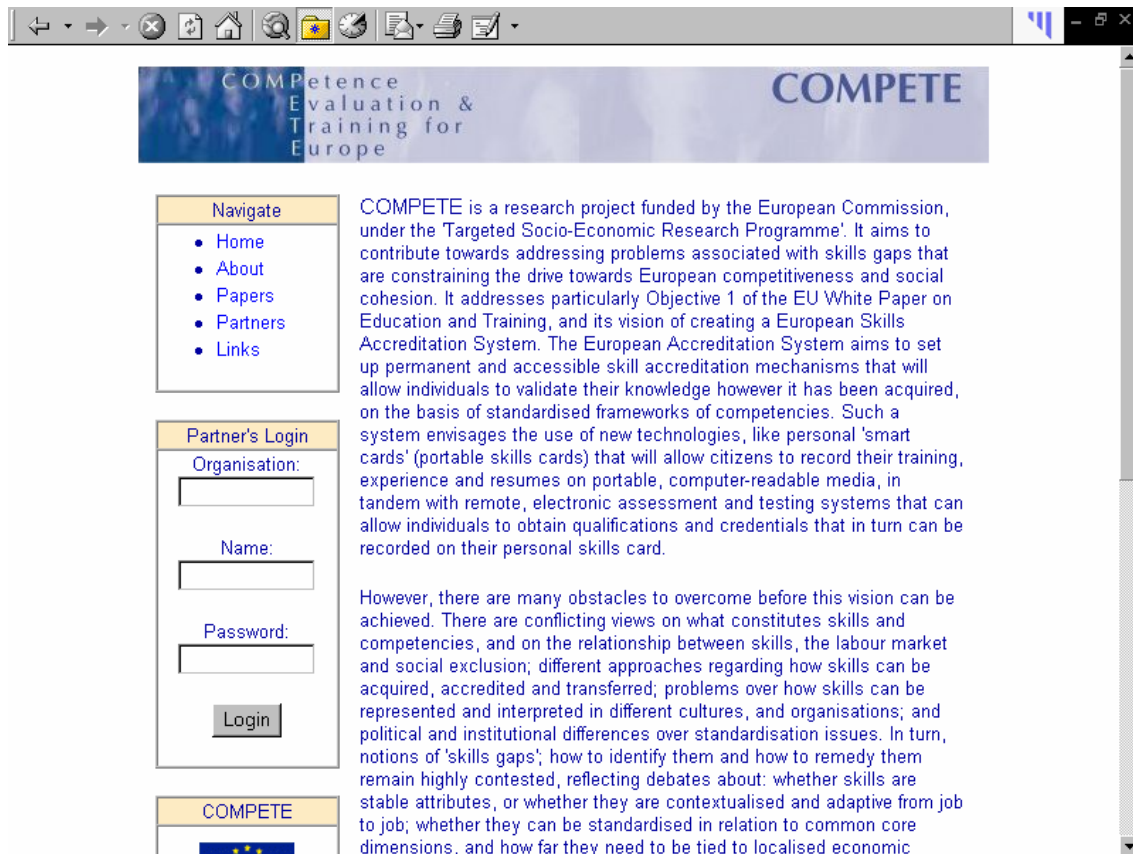 COMPetence
Evaluation &
Training for
Europe
COMPETE
Navigate
Home
About
Papers
Partners
Links
Partner's Login
Organisation:
Name:
Password:
Login
COMPETE
COMPETE is a research project funded by the European Commission,
under the 'Targeted Socio-Economic Research Programme'. It aims to
contribute towards addressing problems associated with skills gaps that
are constraining the drive towards European competitiveness and social
cohesion. It addresses particularly Objective 1 of the EU White Paper on
Education and Training, and its vision of creating a European Skills
Accreditation System. The European Accreditation System aims to set
up permanent and accessible skill accreditation mechanisms that will
allow individuals to validate their knowledge however it has been acquired,
on the basis of standardised frameworks of competencies. Such a
system envisages the use of new technologies, like personal 'smart
cards' (portable skills cards) that will allow citizens to record their training,
experience and resumes on portable, computer-readable media, in
tandem with remote, electronic assessment and testing systems that can
allow individuals to obtain qualifications and credentials that in turn can be
recorded on their personal skills card.
However, there are many obstacles to overcome before this vision can be
achieved. There are conflicting views on what constitutes skills and
competencies, and on the relationship between skills, the labour market
and social exclusion; different approaches regarding how skills can be
acquired, accredited and transferred; problems over how skills can be
represented and interpreted in different cultures, and organisations; and
political and institutional differences over standardisation issues. In turn,
notions of 'skills gaps'; how to identify them and how to remedy them
remain highly contested, reflecting debates about: whether skills are
stable attributes, or whether they are contextualised and adaptive from job
to job; whether they can be standardised in relation to common core
dimensions, and how far they need to be tied to localised economic